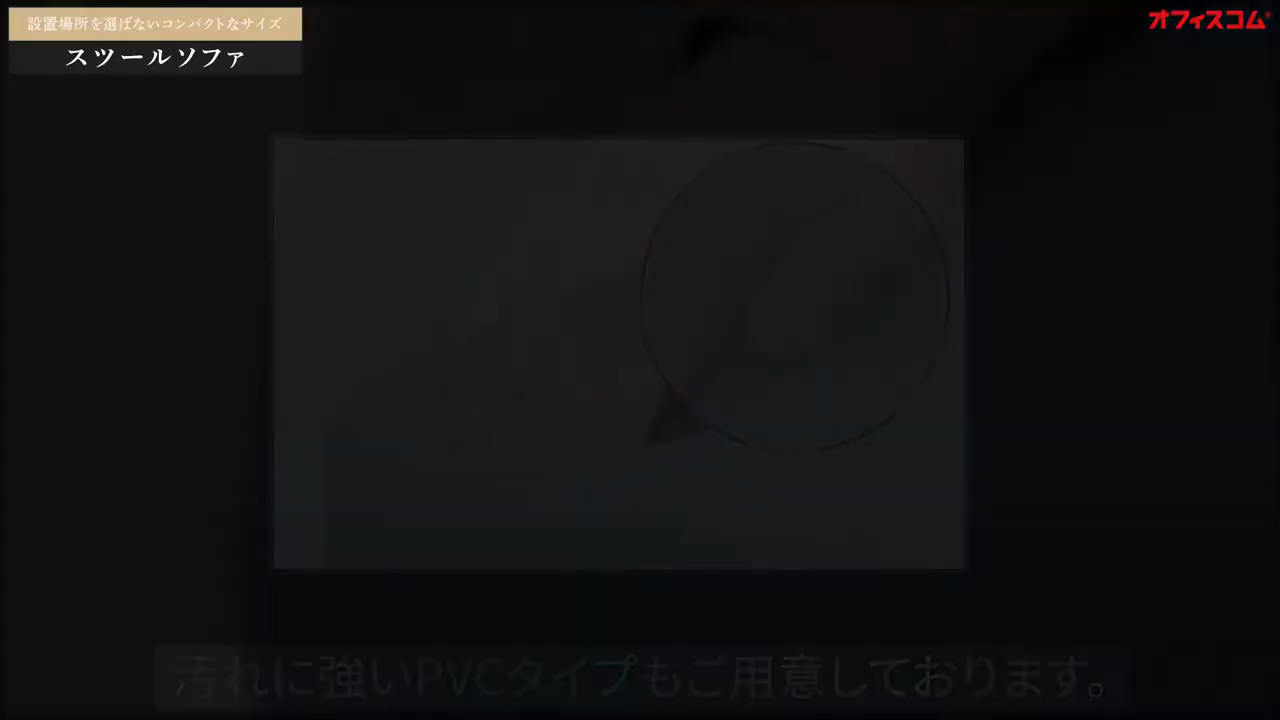 設置場所を選ばないコンパクトなサイズ
スツールソファ
オフィスコム®
汚れに強いPVCタイプもご用意しております。